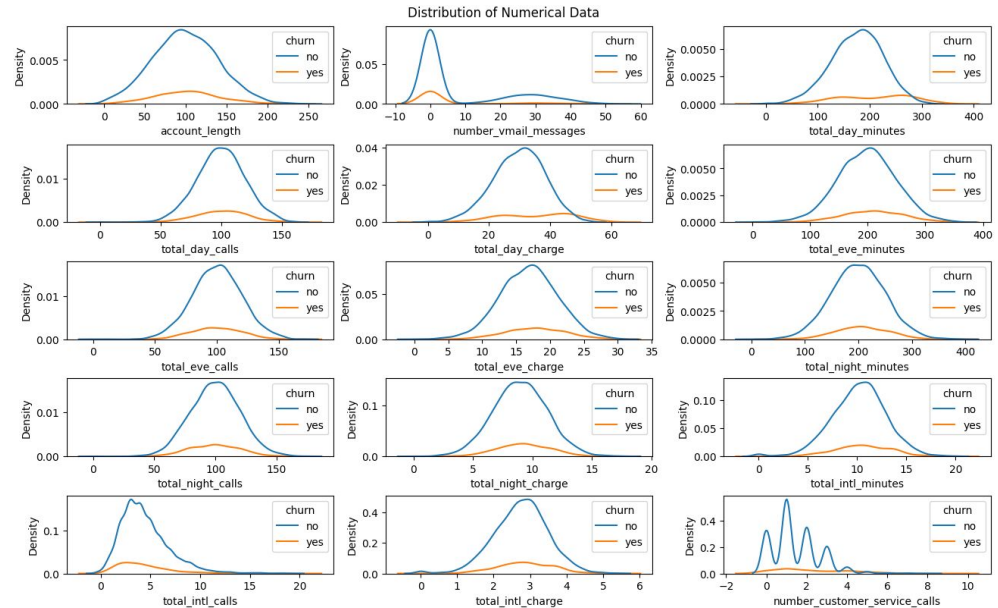 Distribution of Numerical Data
Density
0.005
0.000
churn
no
yes
0 50 100 150 200 250
account_length
Density
0.05
0.00
churn
no
yes
−10 0 10 20 30 40 50 60
number_vmail_messages
Density
0.0050
0.0025
0.0000
churn
no
yes
0 100 200 300 400
total_day_minutes
Density
0.01
0.00
churn
no
yes
0 50 100 150
total_day_calls
Density
0.04
0.02
0.00
churn
no
yes
0 20 40 60
total_day_charge
Density
0.0050
0.0025
0.0000
churn
no
yes
0 100 200 300 400
total_eve_minutes
Density
0.01
0.00
churn
no
yes
0 50 100 150
total_eve_calls
Density
0.05
0.00
churn
no
yes
0 5 10 15 20 25 30 35
total_eve_charge
Density
0.0050
0.0025
0.0000
churn
no
yes
0 100 200 300 400
total_night_minutes
Density
0.01
0.00
churn
no
yes
0 50 100 150
total_night_calls
Density
0.1
0.0
churn
no
yes
0 5 10 15 20
total_night_charge
Density
0.10
0.05
0.00
churn
no
yes
0 5 10 15 20
total_intl_minutes
Density
0.1
0.0
churn
no
yes
0 5 10 15 20
total_intl_calls
Density
0.4
0.2
0.0
churn
no
yes
0 1 2 3 4 5 6
total_intl_charge
Density
0.4
0.2
0.0
churn
no
yes
−2 0 2 4 6 8 10
number_customer_service_calls